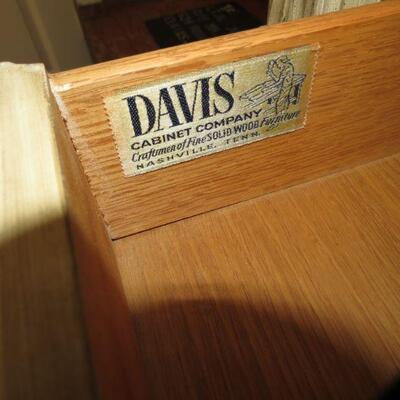 DAVIS
CABINET COMPANY
Craftsmen of Fine SOLID WOOD Furniture
NASHVILLE, TENN.